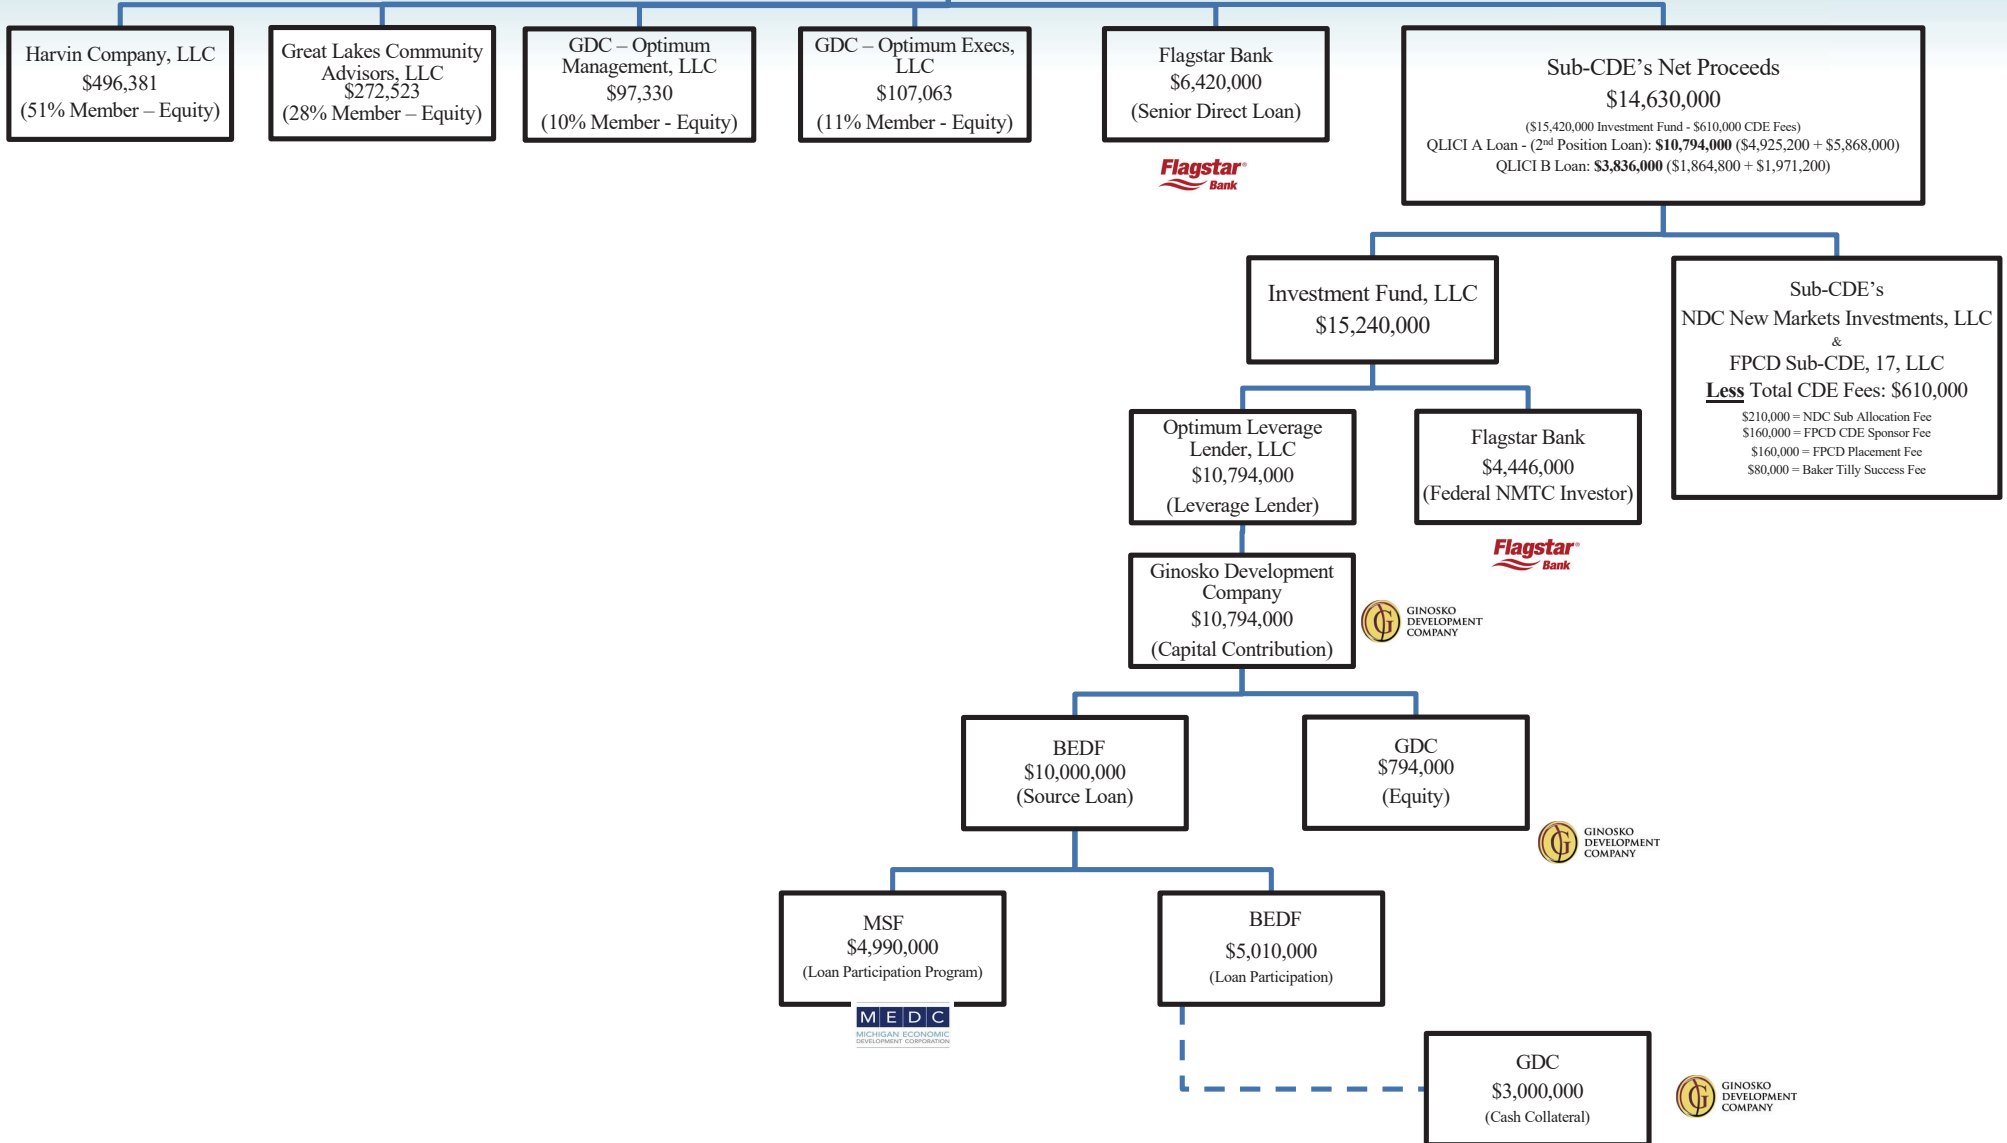 Harvin Company, LLC
$496,381
(51% Member – Equity)
Great Lakes Community
Advisors, LLC
$272,523
(28% Member – Equity)
GDC – Optimum
Management, LLC
$97,330
(10% Member - Equity)
GDC – Optimum Execs,
LLC
$107,063
(11% Member - Equity)
Flagstar Bank
$6,420,000
(Senior Direct Loan)
Flagstar®
Bank
Sub-CDE’s Net Proceeds
$14,630,000
($15,420,000 Investment Fund - $610,000 CDE Fees)
QLICI A Loan - (2nd Position Loan): $10,794,000 ($4,925,200 + $5,868,000)
QLICI B Loan: $3,836,000 ($1,864,800 + $1,971,200)
Investment Fund, LLC
$15,240,000
Sub-CDE’s
NDC New Markets Investments, LLC
&
FPCD Sub-CDE, 17, LLC
Less Total CDE Fees: $610,000
$210,000 = NDC Sub Allocation Fee
$160,000 = FPCD CDE Sponsor Fee
$160,000 = FPCD Placement Fee
$80,000 = Baker Tilly Success Fee
Optimum Leverage
Lender, LLC
$10,794,000
(Leverage Lender)
Flagstar Bank
$4,446,000
(Federal NMTC Investor)
Flagstar®
Bank
Ginosko Development
Company
$10,794,000
(Capital Contribution)
G
GINOSKO
DEVELOPMENT
COMPANY
BEDF
$10,000,000
(Source Loan)
GDC
$794,000
(Equity)
G
GINOSKO
DEVELOPMENT
COMPANY
MSF
$4,990,000
(Loan Participation Program)
MEDC
MICHIGAN ECONOMIC
DEVELOPMENT CORPORATION
BEDF
$5,010,000
(Loan Participation)
GDC
$3,000,000
(Cash Collateral)
G
GINOSKO
DEVELOPMENT
COMPANY